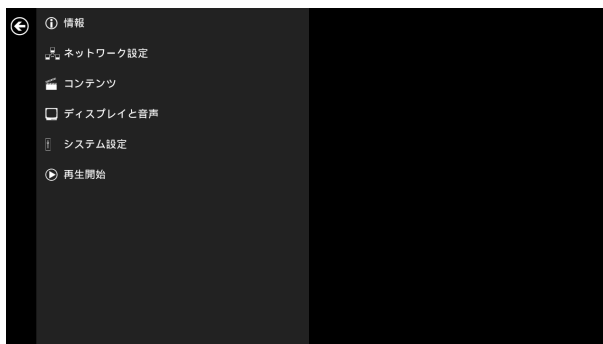 情報
ネットワーク設定
コンテンツ
ディスプレイと音声
システム設定
再生開始